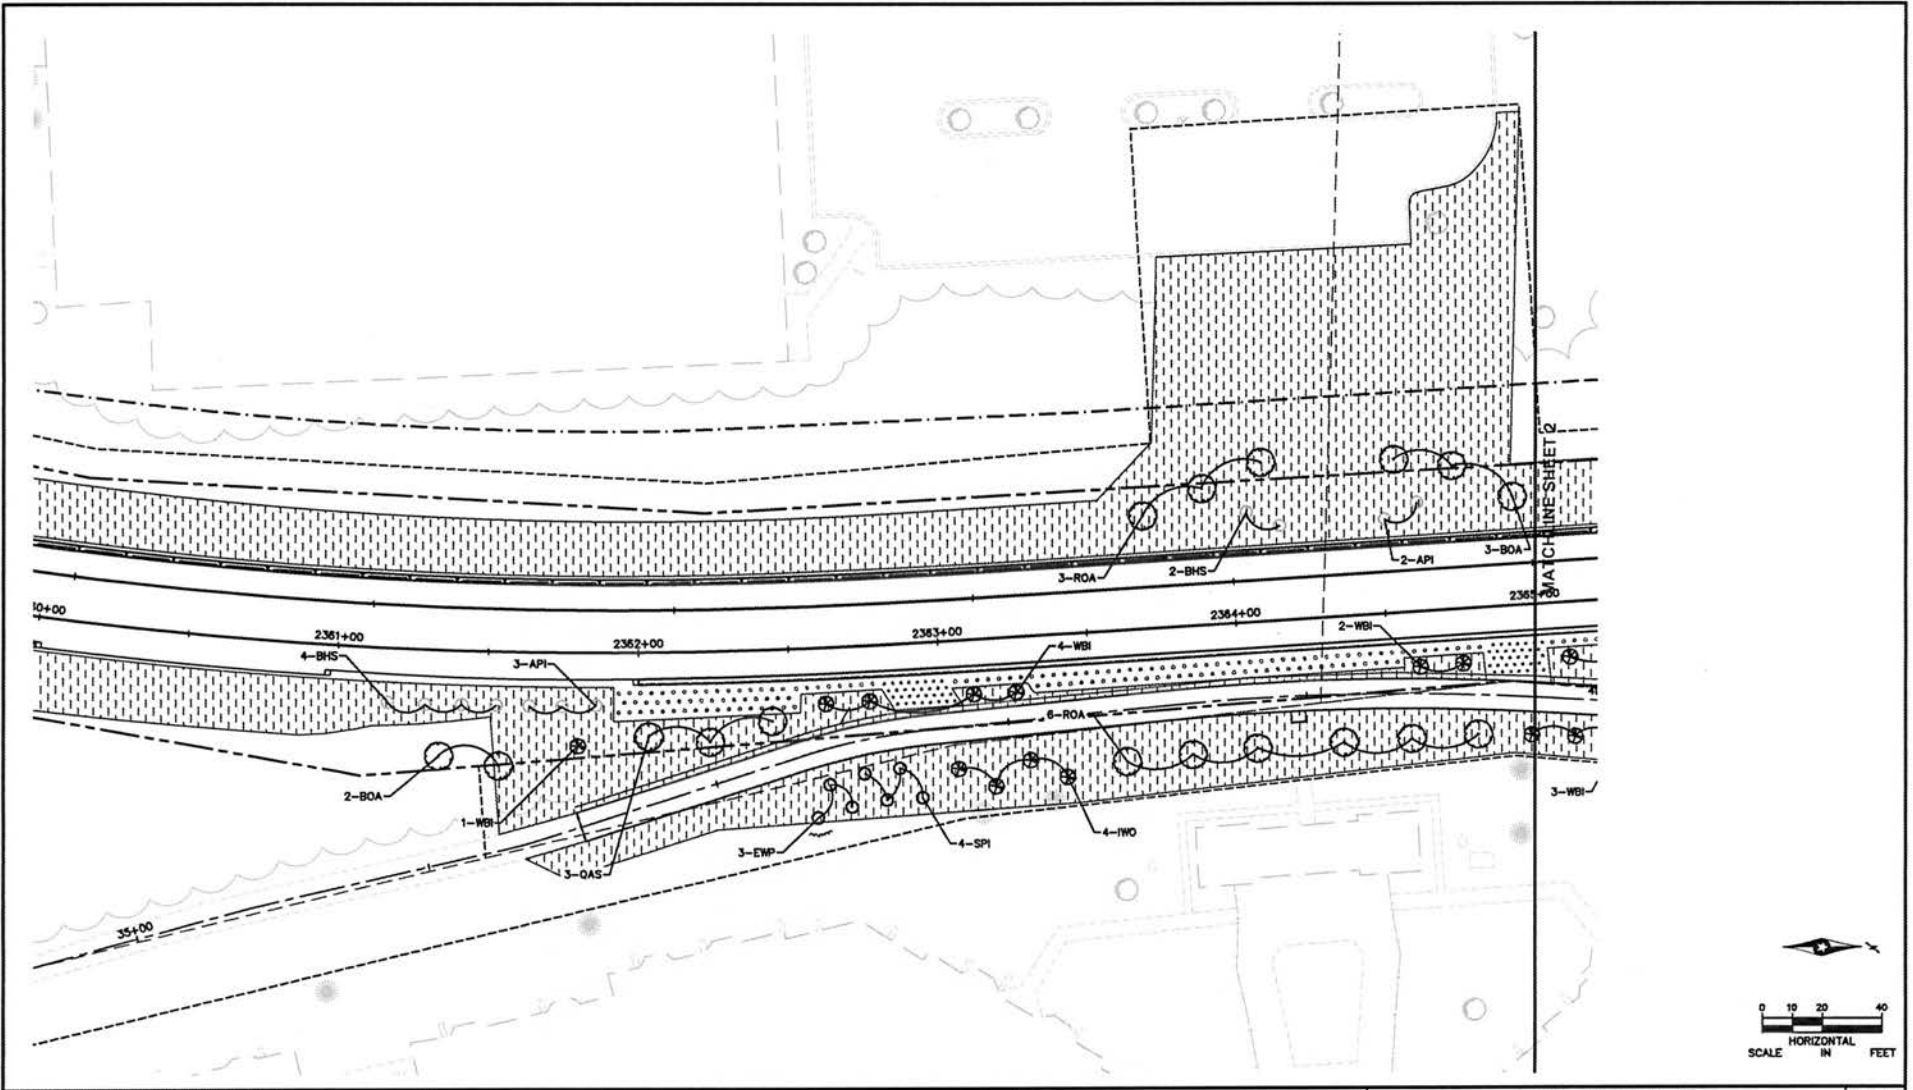 MATCHLINE SHEET 2
3-ROA
2-BHS
2-API
3-BOA
2361+00
2362+00
2363+00
2364+00
2365+00
4-BHS
3-API
4-WBI
2-WBI
6-ROA
2-BOA
1-WBI
3-QAS
3-EWP
4-SPI
4-IWO
3-WBI
35+00
0 10 20 40
HORIZONTAL
SCALE IN FEET